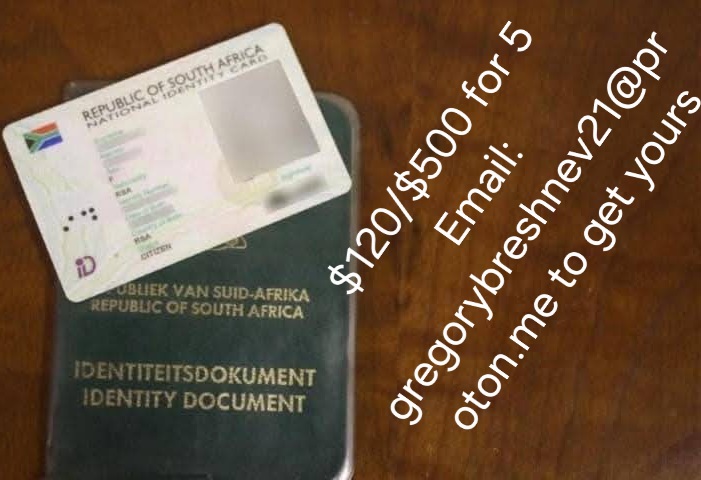 REPUBLIC OF SOUTH AFRICA
NATIONAL IDENTITY CARD
RSA
RSA
CITIZEN
iD
UBLIEK VAN SUID-AFRIKA
REPUBLIC OF SOUTH AFRICA
IDENTITEITSDOKUMENT
IDENTITY DOCUMENT
$120/$500 for 5
Email:
gregorybreshnev21@pr
oton.me to get yours